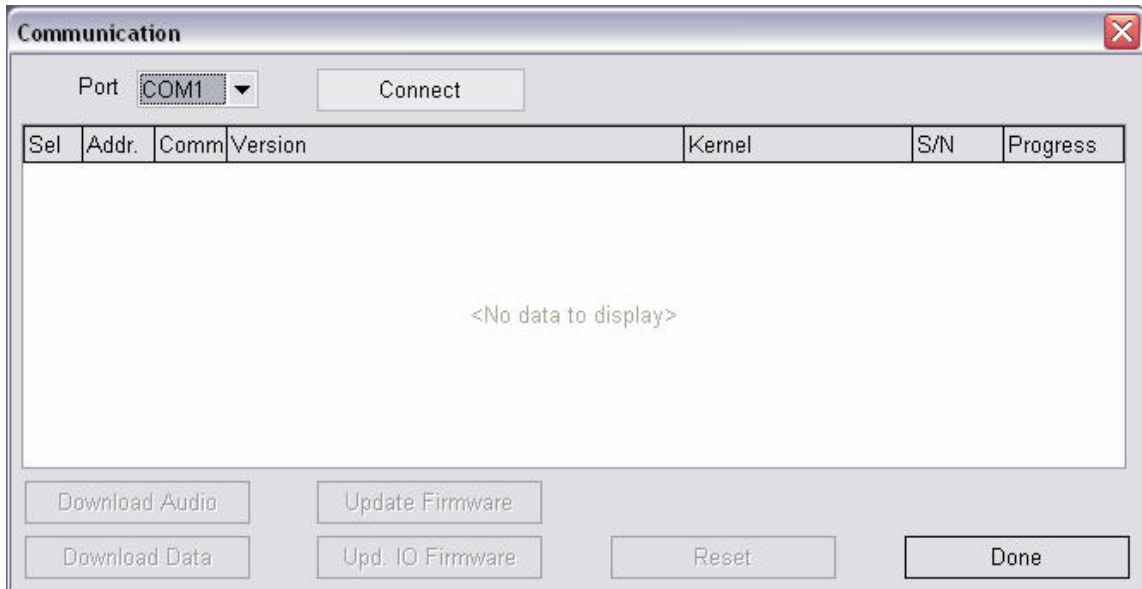 Communication
Port COM1 Connect
Sel Addr. Comm Version Kernel S/N Progress
<No data to display>
Download Audio Update Firmware
Download Data Upd. IO Firmware Reset Done